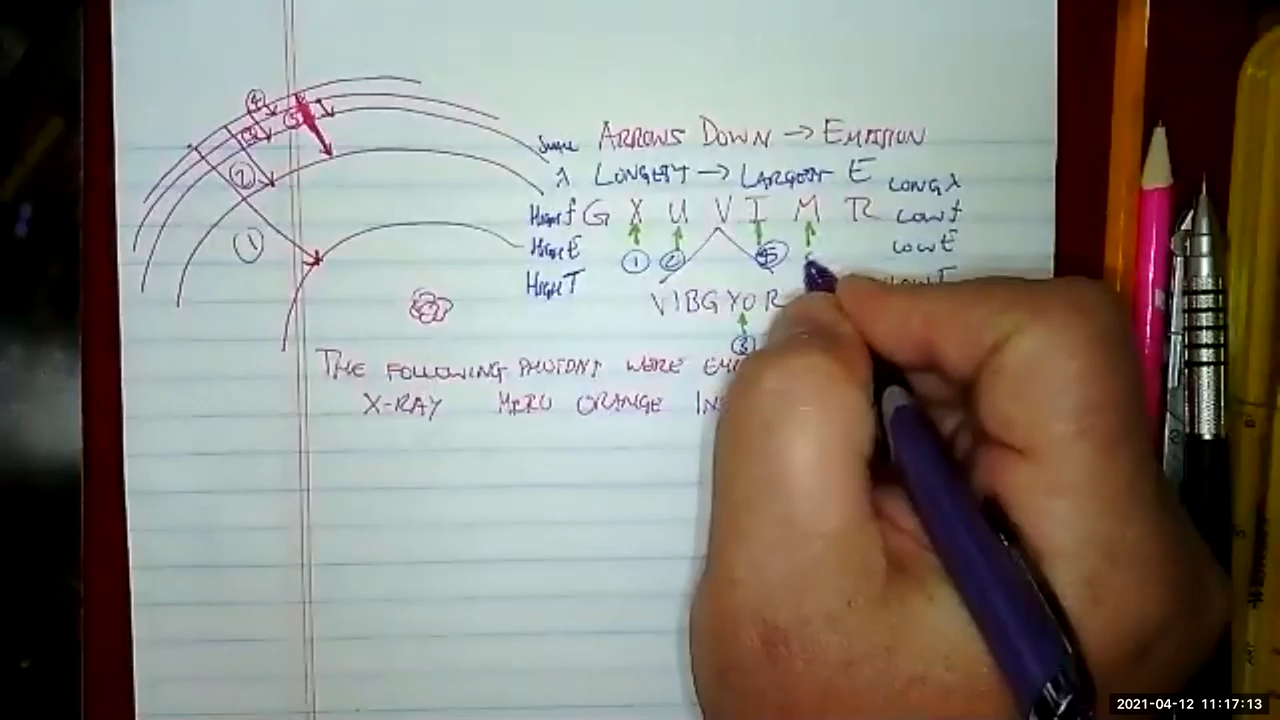 ARROWS DOWN → EMISSION
λ LONGEST → LARGEST E LONG λ
HIGH f G X U V I M R LOW f
HIGH E LOW E
HIGH T
VIBGYOR
1 2
3
4
5
2
1
3
THE FOLLOWING PHOTONS WERE
X-RAY MICRO ORANGE
2021-04-12 11:17:13